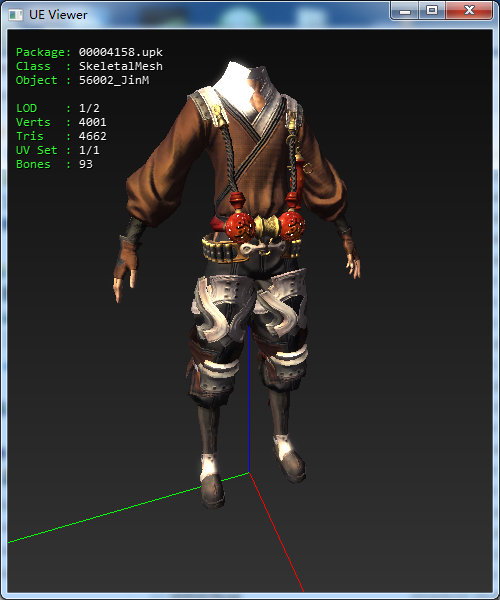 UE Viewer
Package: 00004158.upk
Class : SkeletalMesh
Object : 56002_JinM
LOD : 1/2
Verts : 4001
Tris : 4662
UV Set : 1/1
Bones : 93